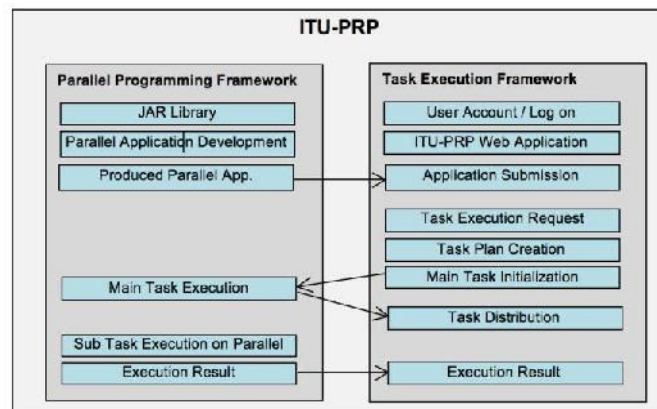 ITU-PRP
Parallel Programming Framework
JAR Library
Parallel Application Development
Produced Parallel App.
Main Task Execution
Sub Task Execution on Parallel
Execution Result
Task Execution Framework
User Account / Log on
ITU-PRP Web Application
Application Submission
Task Execution Request
Task Plan Creation
Main Task Initialization
Task Distribution
Execution Result